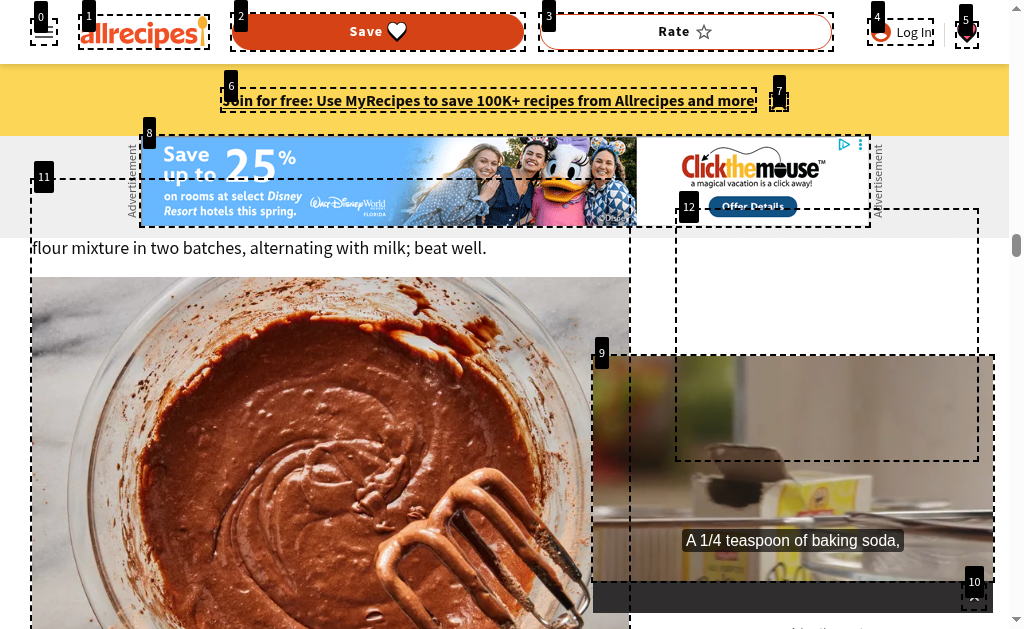 0
1
2
3
4
5
allrecipes
Save
Rate
Log In
6
7
Join for free: Use MyRecipes to save 100K+ recipes from Allrecipes and more
8
Advertisement
Save
up to 25%
on rooms at select Disney
Resort hotels this spring.
Walt Disney World
FLORIDA
©Disney
Clickthemouse™
a magical vacation is a click away!
Offer Details
Advertisement
11
12
flour mixture in two batches, alternating with milk; beat well.
9
A 1/4 teaspoon of baking soda,
10